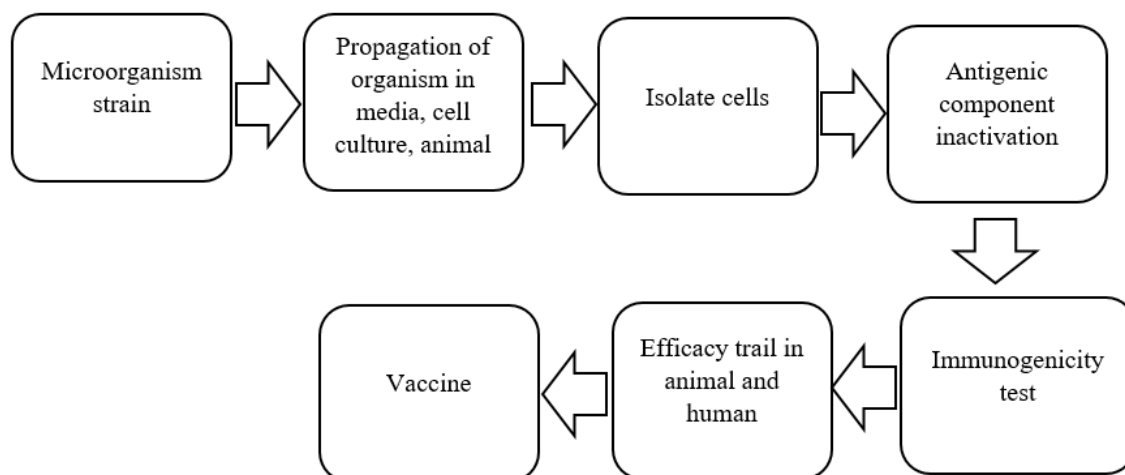 Microorganism
strain
Propagation of
organism in
media, cell
culture, animal
Isolate cells
Antigenic
component
inactivation
Immunogenicity
test
Efficacy trail in
animal and
human
Vaccine